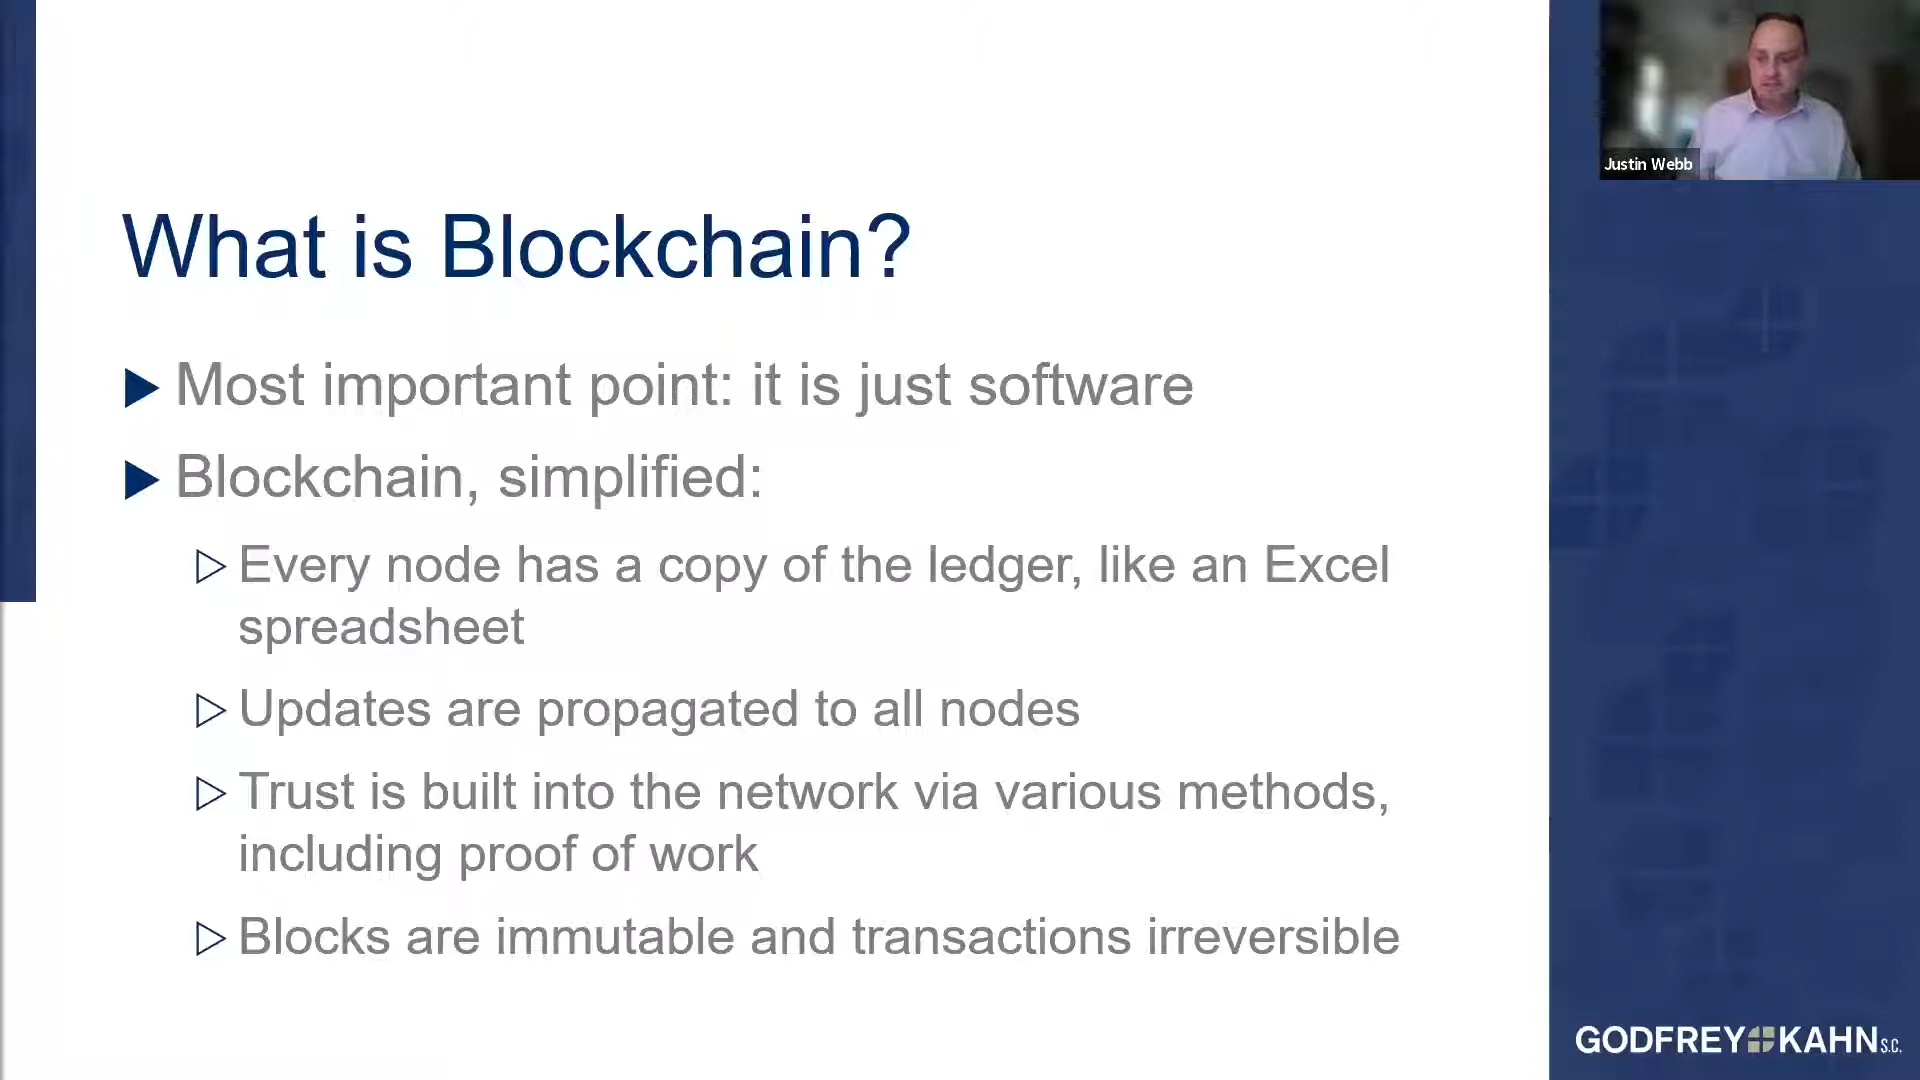 Justin Webb
What is Blockchain?
Most important point: it is just software
Blockchain, simplified:
Every node has a copy of the ledger, like an Excel
spreadsheet
Updates are propagated to all nodes
Trust is built into the network via various methods,
including proof of work
Blocks are immutable and transactions irreversible
GODFREY KAHN S.C.